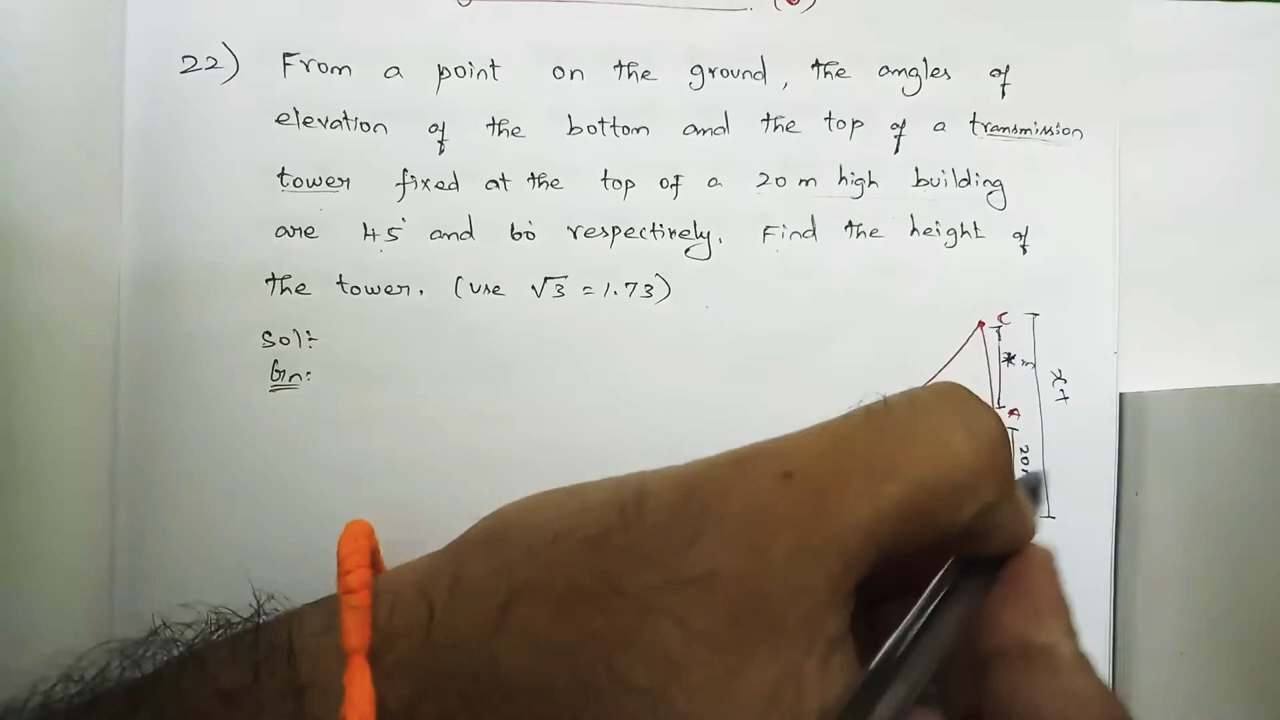 22) From a point on the ground, the angles of
elevation of the bottom and the top of a transmission
tower fixed at the top of a 20 m high building
are 45° and 60° respectively. Find the height of
the tower. (use √3 = 1.73)
Sol:
Gn:
C
m
x+
20